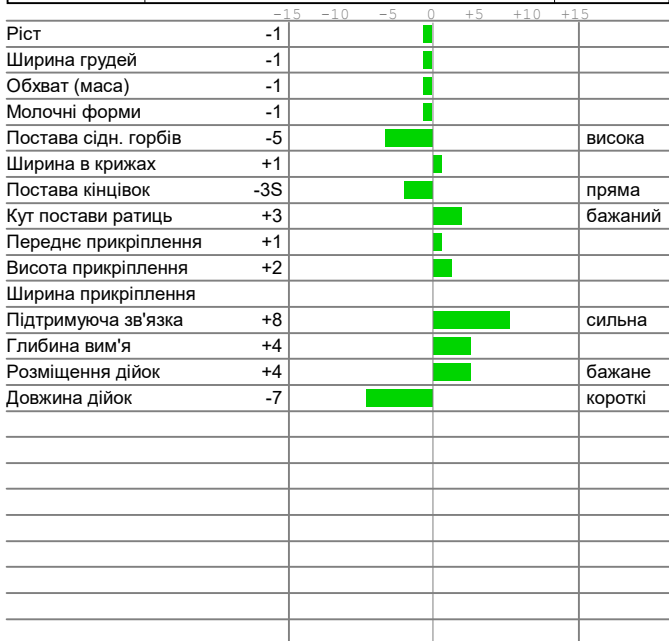 -15 -10 -5 0 +5 +10 +15
Ріст -1
Ширина грудей -1
Обхват (маса) -1
Молочні форми -1
Постава сідн. горбів -5 висока
Ширина в крижах +1
Постава кінцівок -3S пряма
Кут постави ратиць +3 бажаний
Переднє прикріплення +1
Висота прикріплення +2
Ширина прикріплення
Підтримуюча зв'язка +8 сильна
Глибина вим'я +4
Розміщення дійок +4 бажане
Довжина дійок -7 короткі